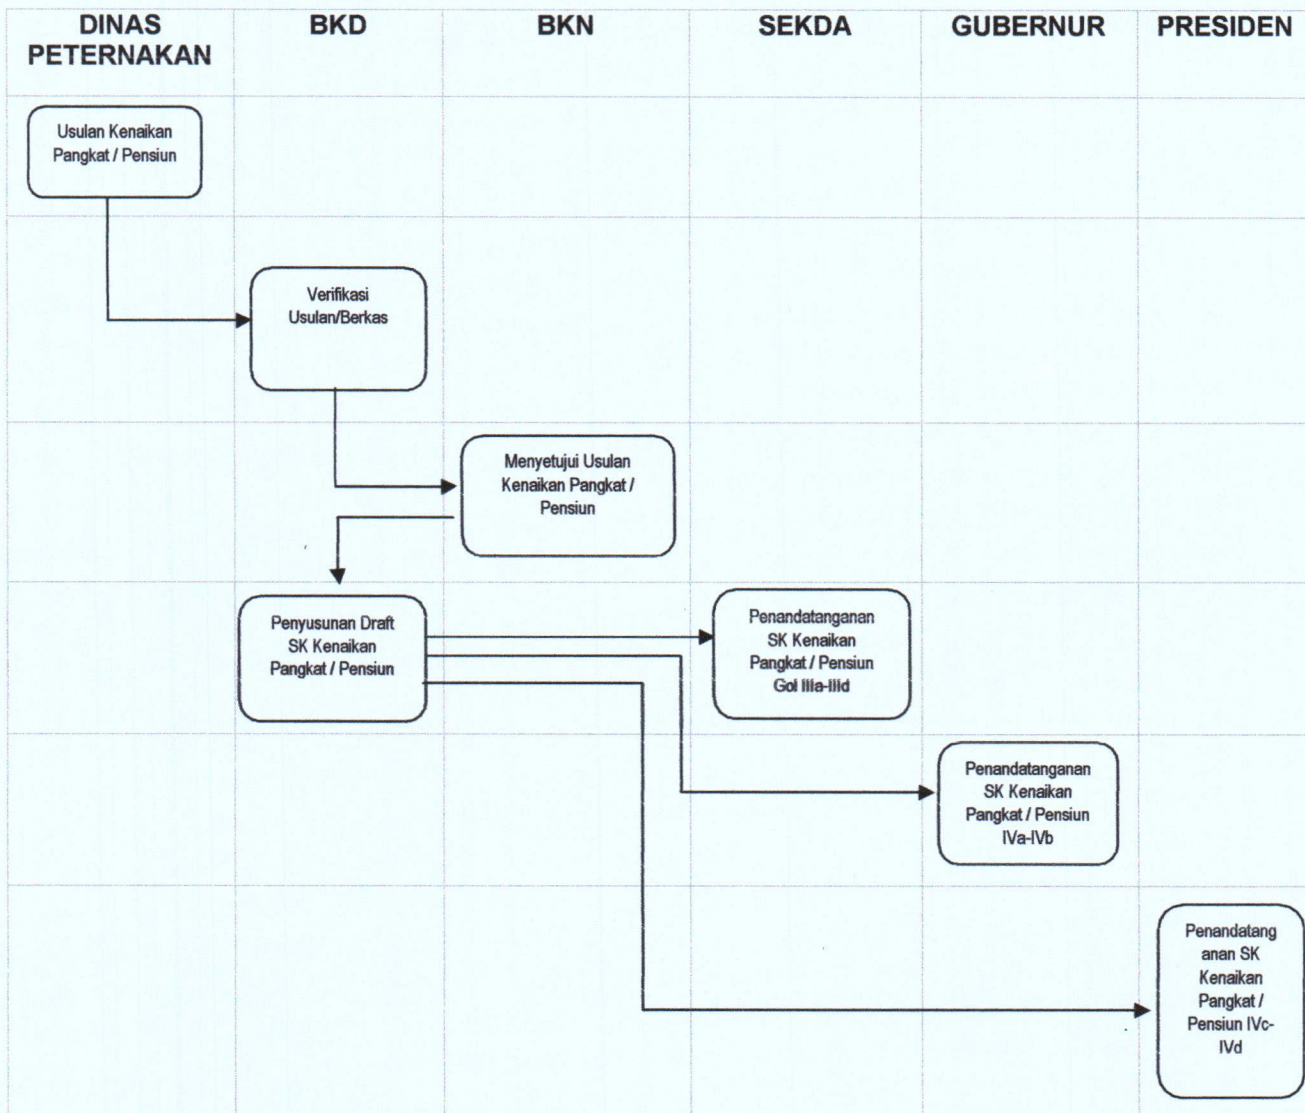 DINAS
PETERNAKAN
BKD
BKN
SEKDA
GUBERNUR
PRESIDEN
Usulan Kenaikan
Pangkat / Pensiun
Verifikasi
Usulan/Berkas
Menyetujui Usulan
Kenaikan Pangkat /
Pensiun
Penyusunan Draft
SK Kenaikan
Pangkat / Pensiun
Penandatanganan
SK Kenaikan
Pangkat / Pensiun
Gol IIIa-IIId
Penandatanganan
SK Kenaikan
Pangkat / Pensiun
IVa-IVb
Penandatang
anan SK
Kenaikan
Pangkat /
Pensiun IVc-
IVd